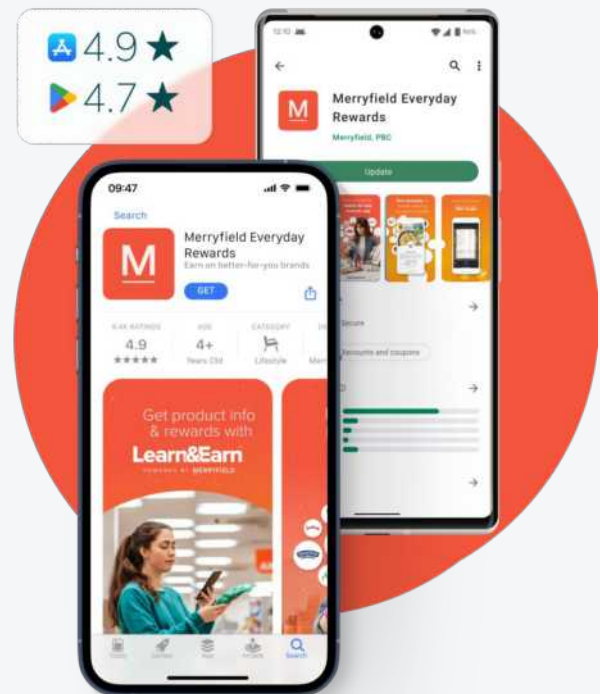 4.9 ★
4.7 ★
12:10
Merryfield Everyday
Rewards
Merryfield, PBC
Update
Secure
discounts and coupons
09:47
Search
M
Merryfield Everyday
Rewards
Earn on better-for-you brands
GET
RATINGS
AGE
CATEGORY
4.9
4+
★★★★★
Years Old
Lifestyle
Get product info
& rewards with
Learn&Earn
POWERED BY MERRYFIELD
Search
M